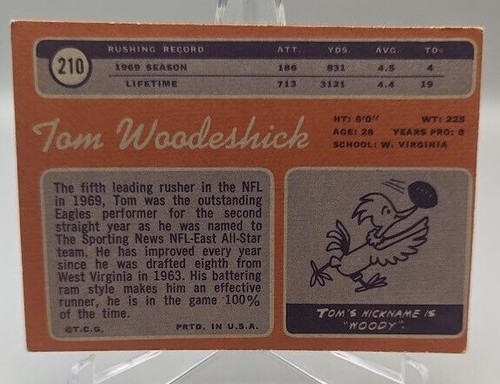 210
RUSHING RECORD ATT. YDS. AVG. TDs
1969 SEASON 186 831 4.5 4
LIFETIME 713 3121 4.4 19
Tom Woodeshick
HT: 6'0" WT: 225
AGE: 28 YEARS PRO: 8
SCHOOL: W. VIRGINIA
The fifth leading rusher in the NFL
in 1969, Tom was the outstanding
Eagles performer for the second
straight year as he was named to
The Sporting News NFL-East All-Star
team. He has improved every year
since he was drafted eighth from
West Virginia in 1963. His battering
ram style makes him an effective
runner, he is in the game 100%
of the time.
©T.C.G. PRTD. IN U.S.A.
TOM'S NICKNAME IS
"WOODY".